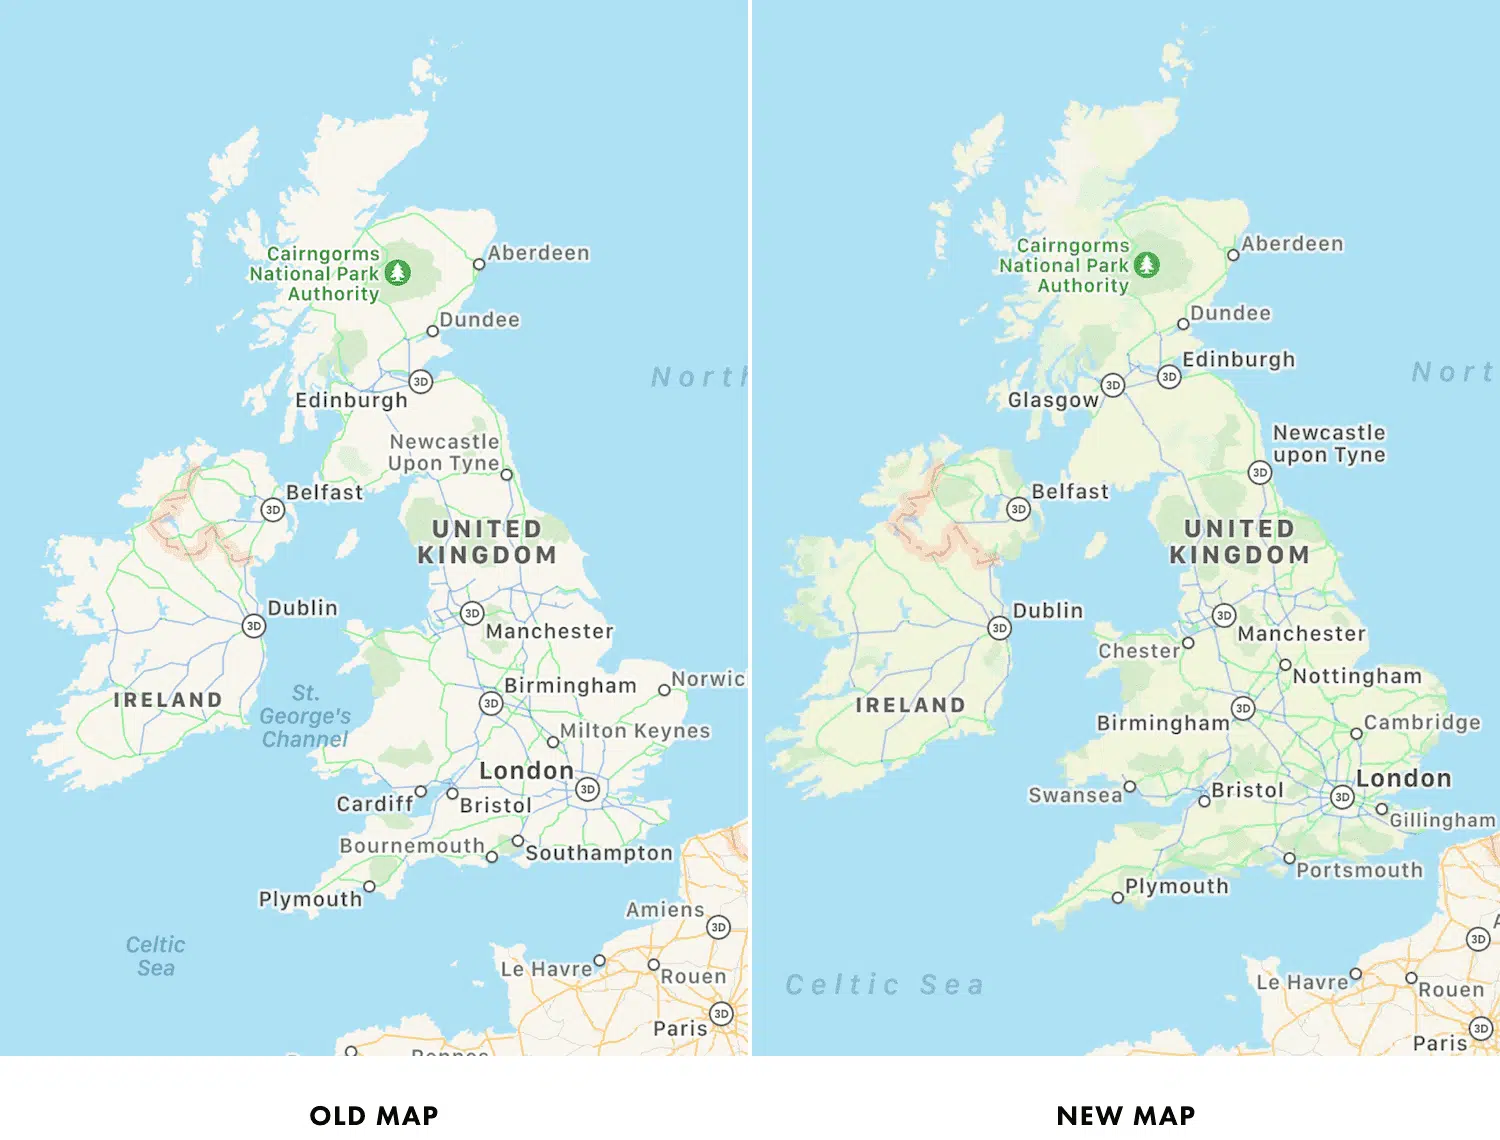 Cairngorms
National Park
Authority
Aberdeen
Dundee
North
Edinburgh
Newcastle
Upon Tyne
Belfast
3D
3D
UNITED
KINGDOM
Dublin
3D
3D
Manchester
IRELAND
St.
George's
Channel
Birmingham
3D
Norwic
Milton Keynes
London
3D
Cardiff
Bristol
Bournemouth
Southampton
Plymouth
Amiens
3D
Celtic
Sea
Le Havre
Rouen
Paris
3D
OLD MAP
Cairngorms
National Park
Authority
Aberdeen
Dundee
Nort
Edinburgh
3D
3D
Glasgow
Newcastle
upon Tyne
3D
Belfast
3D
UNITED
KINGDOM
Dublin
3D
3D
Manchester
Chester
Nottingham
IRELAND
Birmingham
3D
Cambridge
London
3D
Swansea
Bristol
Gillingham
Portsmouth
Plymouth
A
3D
Celtic Sea
Le Havre
Rouen
Paris
3D
NEW MAP